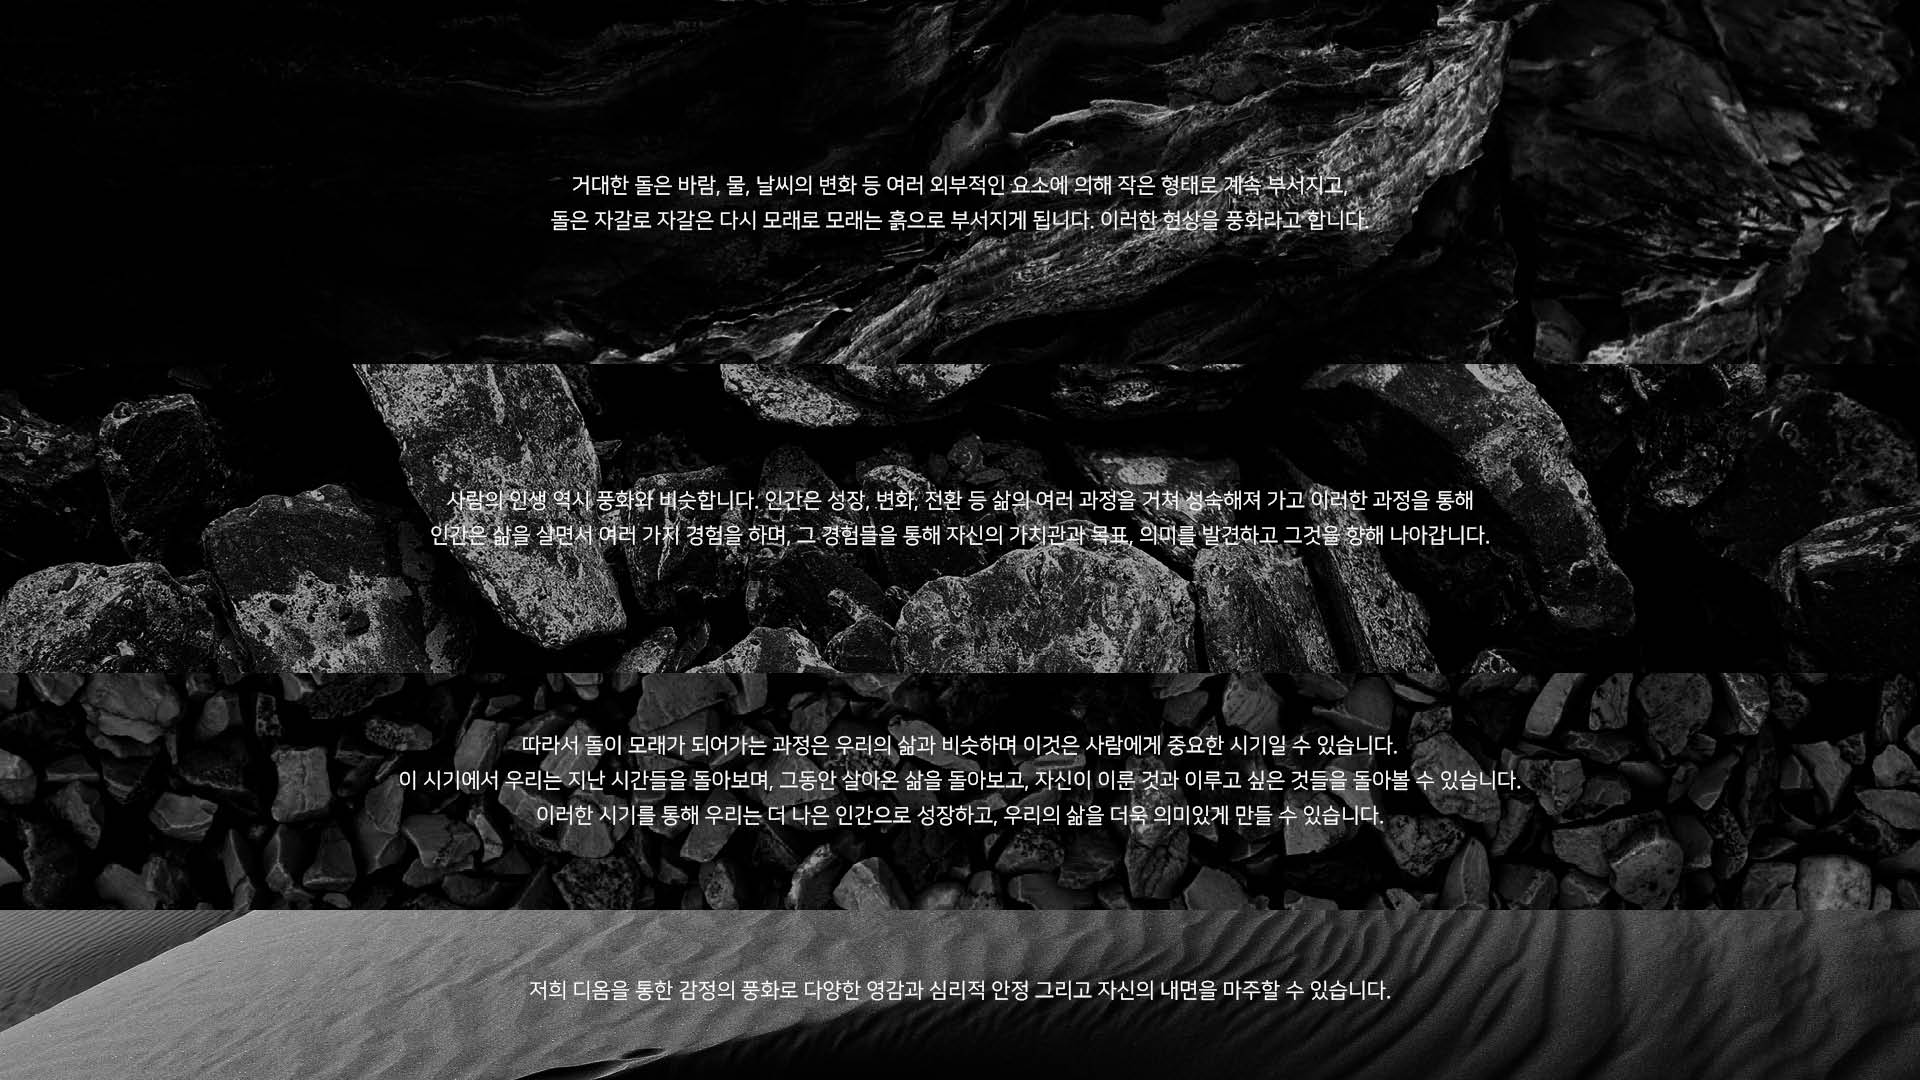 거대한 돌은 바람, 물, 날씨의 변화 등 여러 외부적인 요소에 의해 작은 형태로 계속 부서지고,
돌은 자갈로 자갈은 다시 모래로 모래는 흙으로 부서지게 됩니다. 이러한 현상을 풍화라고 합니다.
사람의 인생 역시 풍화와 비슷합니다. 인간은 성장, 변화, 전환 등 삶의 여러 과정을 거쳐 성숙해져 가고 이러한 과정을 통해
인간은 삶을 살면서 여러 가지 경험을 하며, 그 경험들을 통해 자신의 가치관과 목표, 의미를 발견하고 그것을 향해 나아갑니다.
따라서 돌이 모래가 되어가는 과정은 우리의 삶과 비슷하며 이것은 사람에게 중요한 시기일 수 있습니다.
이 시기에서 우리는 지난 시간들을 돌아보며, 그동안 살아온 삶을 돌아보고, 자신이 이룬 것과 이루고 싶은 것들을 돌아볼 수 있습니다.
이러한 시기를 통해 우리는 더 나은 인간으로 성장하고, 우리의 삶을 더욱 의미있게 만들 수 있습니다.
저희 디옴을 통한 감정의 풍화로 다양한 영감과 심리적 안정 그리고 자신의 내면을 마주할 수 있습니다.